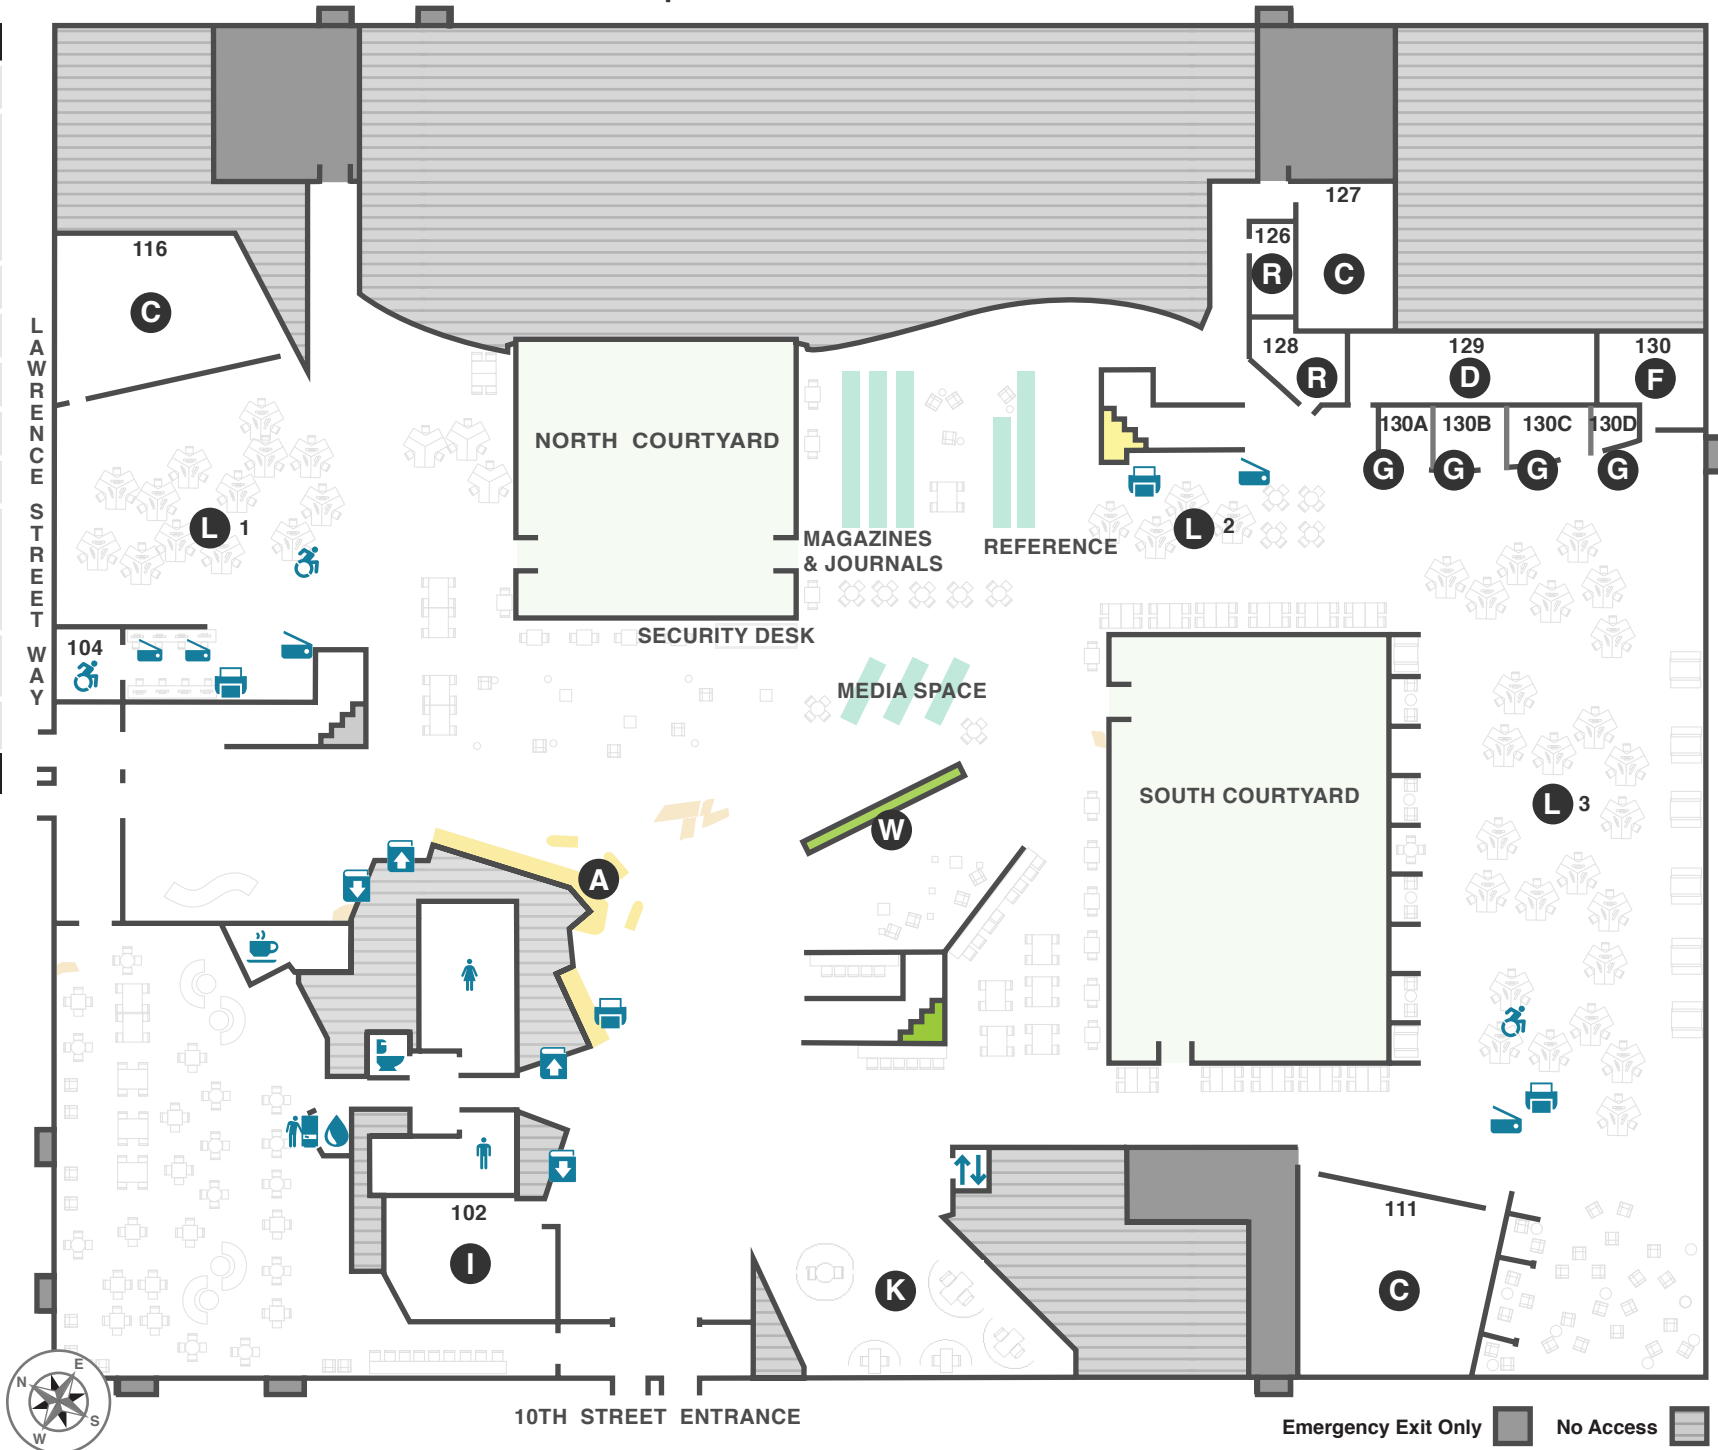 127
126
R
C
116
C
128
R
129
D
130
F
LAWRENCE STREET WAY
NORTH COURTYARD
130A
130B
130C
130D
G
G
G
G
L 1
L 2
MAGAZINES
& JOURNALS
REFERENCE
SECURITY DESK
104
MEDIA SPACE
SOUTH COURTYARD
L 3
W
A
102
I
K
111
C
N
E
S
W
10TH STREET ENTRANCE
Emergency Exit Only
No Access